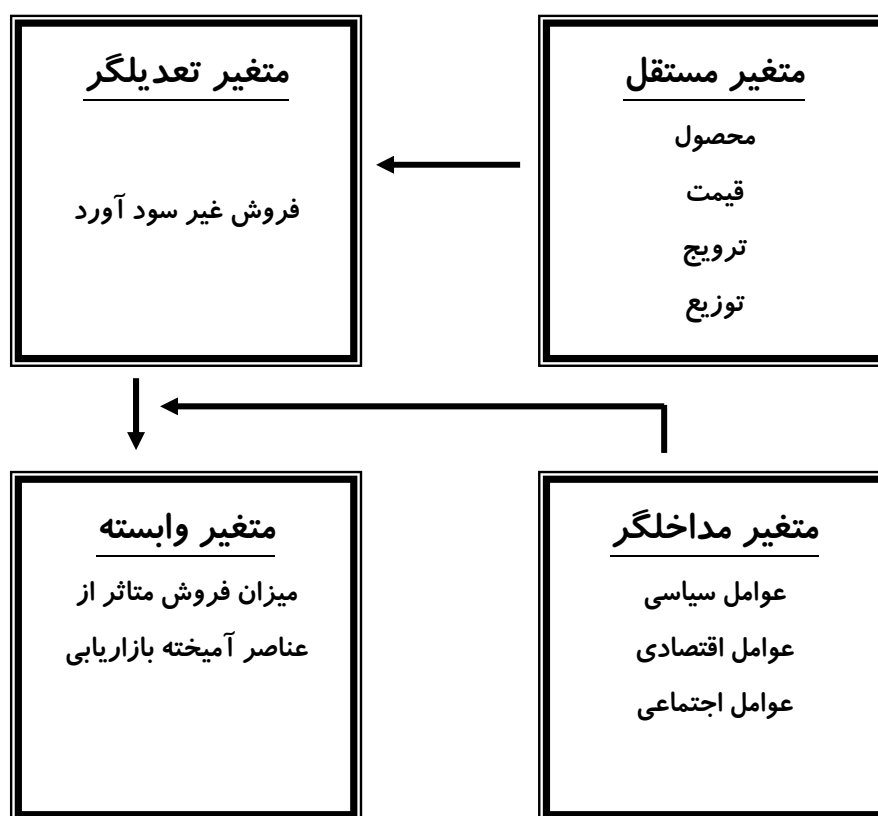 متغیر مستقل
محصول
قیمت
ترویج
توزیع
متغیر تعدیلگر
فروش غیر سود آورد
متغیر مداخلگر
عوامل سیاسی
عوامل اقتصادی
عوامل اجتماعی
متغیر وابسته
میزان فروش متاثر از
عناصر آمیخته بازاریابی